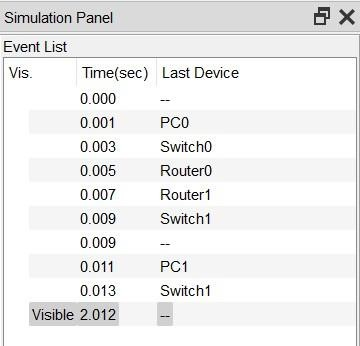 Simulation Panel
Event List
Vis. Time(sec) Last Device
0.000 --
0.001 PC0
0.003 Switch0
0.005 Router0
0.007 Router1
0.009 Switch1
0.009 --
0.011 PC1
0.013 Switch1
Visible 2.012 --